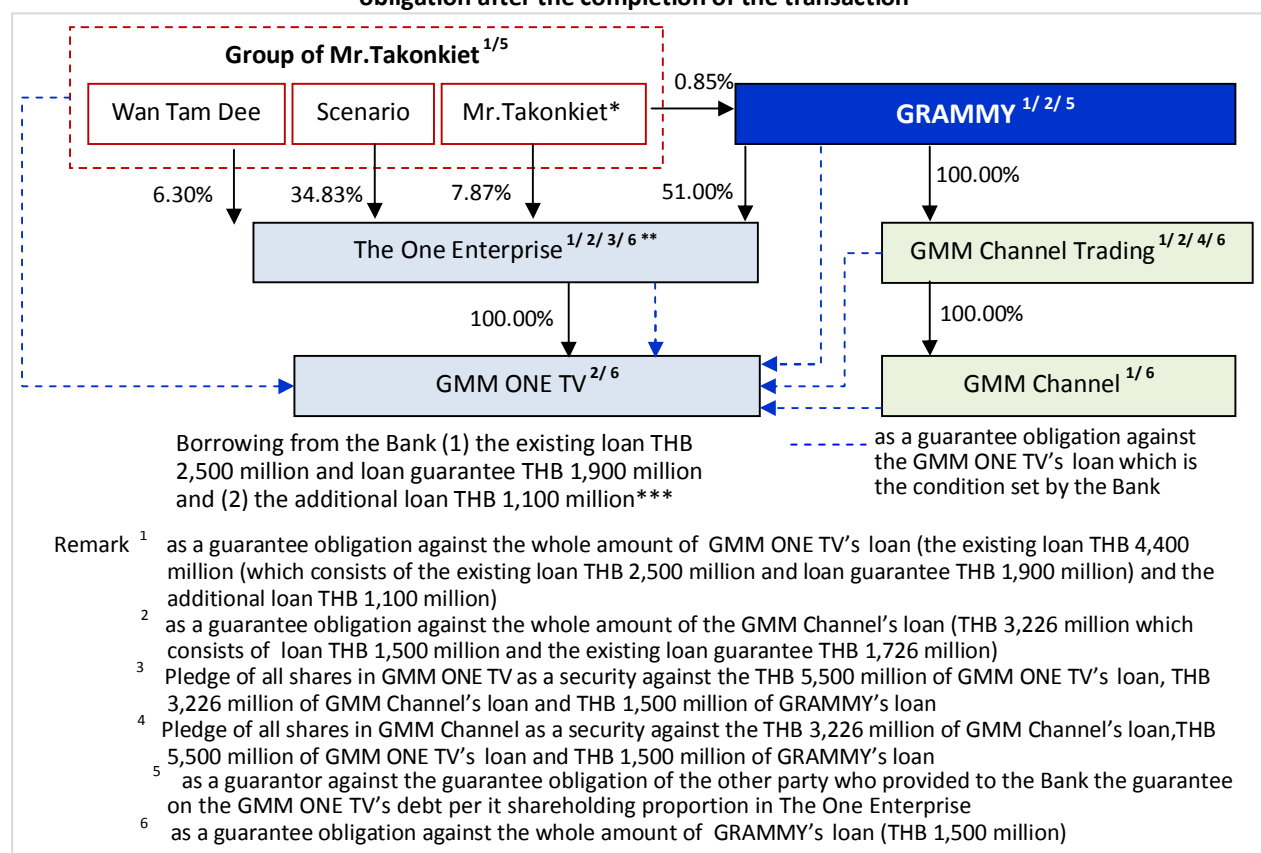 obligation after the completion of the transaction
Group of Mr.Takonkiet 1/5
Wan Tam Dee
Scenario
Mr.Takonkiet*
0.85%
GRAMMY 1/ 2/ 5
6.30%
34.83%
7.87%
51.00%
100.00%
The One Enterprise 1/ 2/ 3/ 6 **
GMM Channel Trading 1/ 2/ 4/ 6
100.00%
100.00%
GMM ONE TV 2/ 6
GMM Channel 1/ 6
Borrowing from the Bank (1) the existing loan THB
2,500 million and loan guarantee THB 1,900 million
and (2) the additional loan THB 1,100 million***
as a guarantee obligation against
the GMM ONE TV's loan which is
the condition set by the Bank
Remark 1 as a guarantee obligation against the whole amount of GMM ONE TV's loan (the existing loan THB 4,400
million (which consists of the existing loan THB 2,500 million and loan guarantee THB 1,900 million) and the
additional loan THB 1,100 million)
2 as a guarantee obligation against the whole amount of the GMM Channel's loan (THB 3,226 million which
consists of loan THB 1,500 million and the existing loan guarantee THB 1,726 million)
3 Pledge of all shares in GMM ONE TV as a security against the THB 5,500 million of GMM ONE TV's loan, THB
3,226 million of GMM Channel's loan and THB 1,500 million of GRAMMY's loan
4 Pledge of all shares in GMM Channel as a security against the THB 3,226 million of GMM Channel's loan,THB
5,500 million of GMM ONE TV's loan and THB 1,500 million of GRAMMY's loan
5 as a guarantor against the guarantee obligation of the other party who provided to the Bank the guarantee
on the GMM ONE TV's debt per it shareholding proportion in The One Enterprise
6 as a guarantee obligation against the whole amount of GRAMMY's loan (THB 1,500 million)